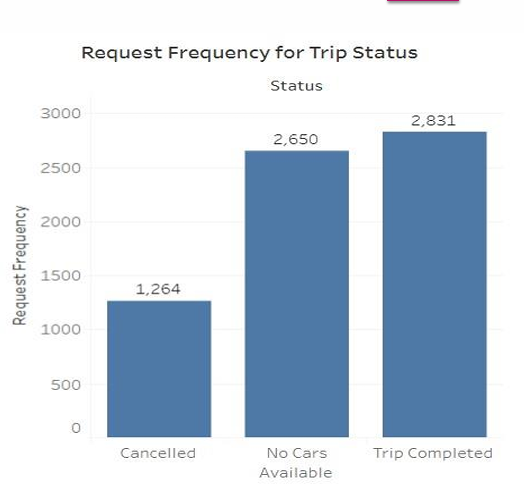 Request Frequency for Trip Status
Status
Request Frequency
3000
2500
2000
1500
1000
500
0
1,264
2,650
2,831
Cancelled
No Cars
Available
Trip Completed